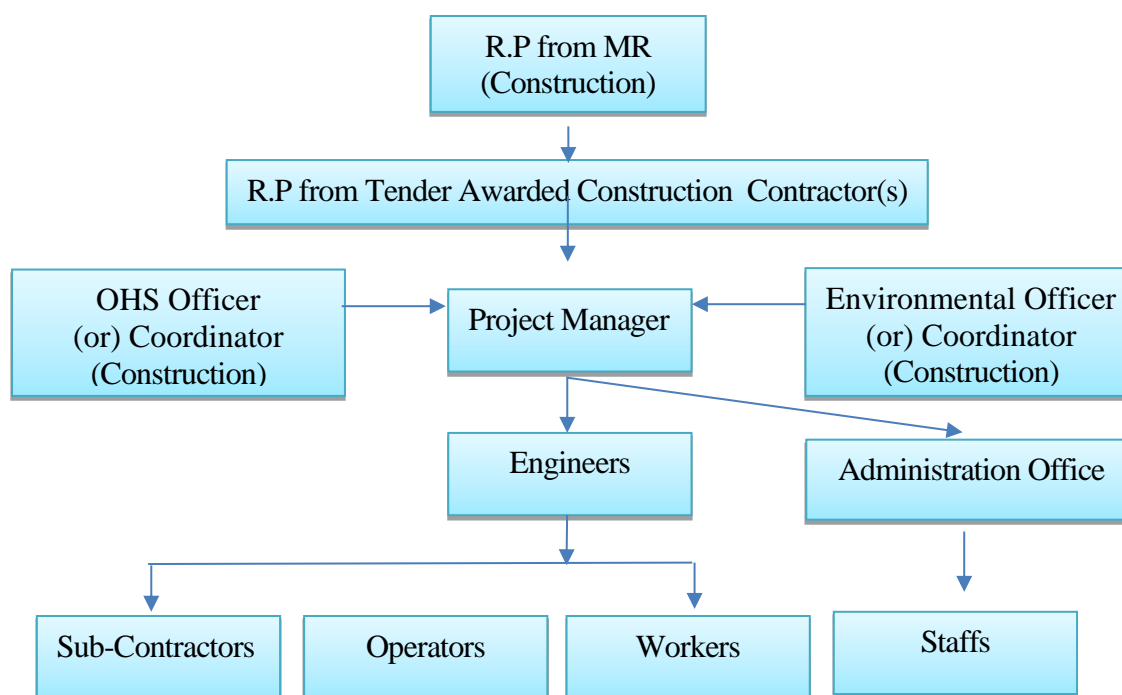 R.P from MR
(Construction)
R.P from Tender Awarded Construction Contractor(s)
OHS Officer
(or) Coordinator
(Construction)
Project Manager
Environmental Officer
(or) Coordinator
(Construction)
Engineers
Administration Office
Sub-Contractors
Operators
Workers
Staffs